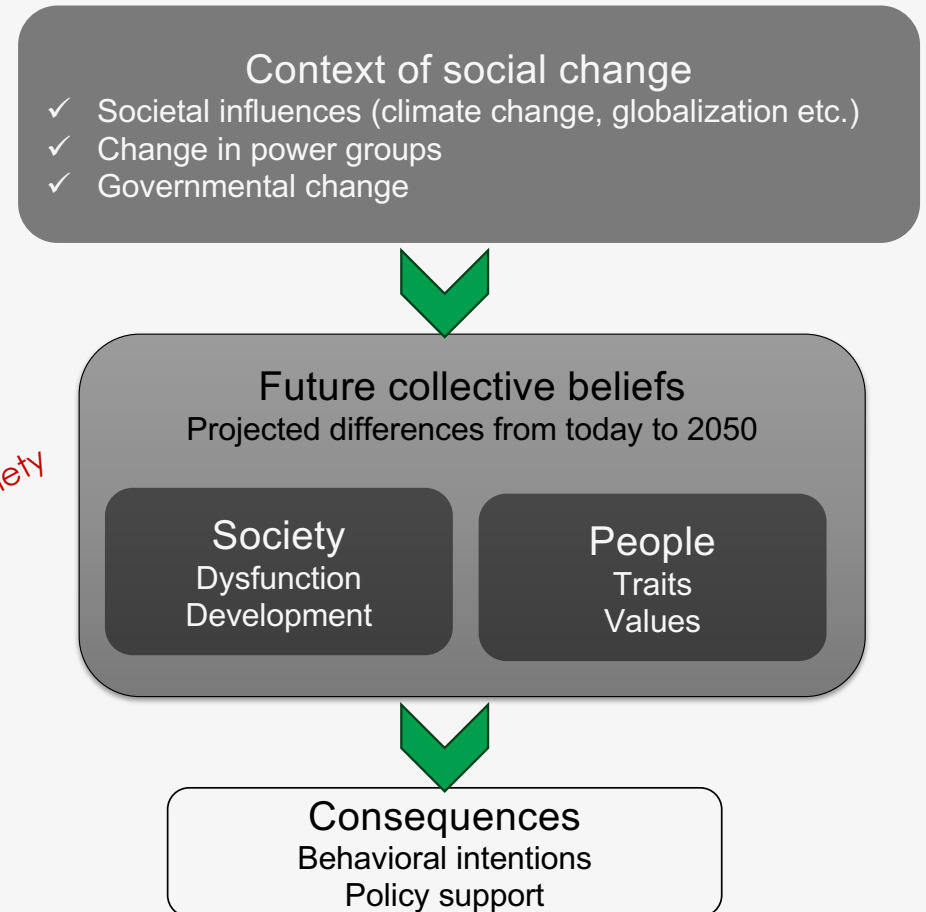 Context of social change
✓ Societal influences (climate change, globalization etc.)
✓ Change in power groups
✓ Governmental change
Future collective beliefs
Projected differences from today to 2050
Society
Dysfunction
Development
People
Traits
Values
Consequences
Behavioral intentions
Policy support